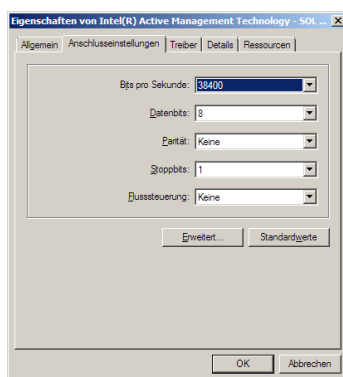 Eigenschaften von Intel(R) Active Management Technology - SOL ...
Allgemein Anschlusseinstellungen Treiber Details Ressourcen
Bits pro Sekunde: 38400
Datenbits: 8
Parität: Keine
Stoppbits: 1
Flusssteuerung: Keine
Erweitert... Standardwerte
OK Abbrechen